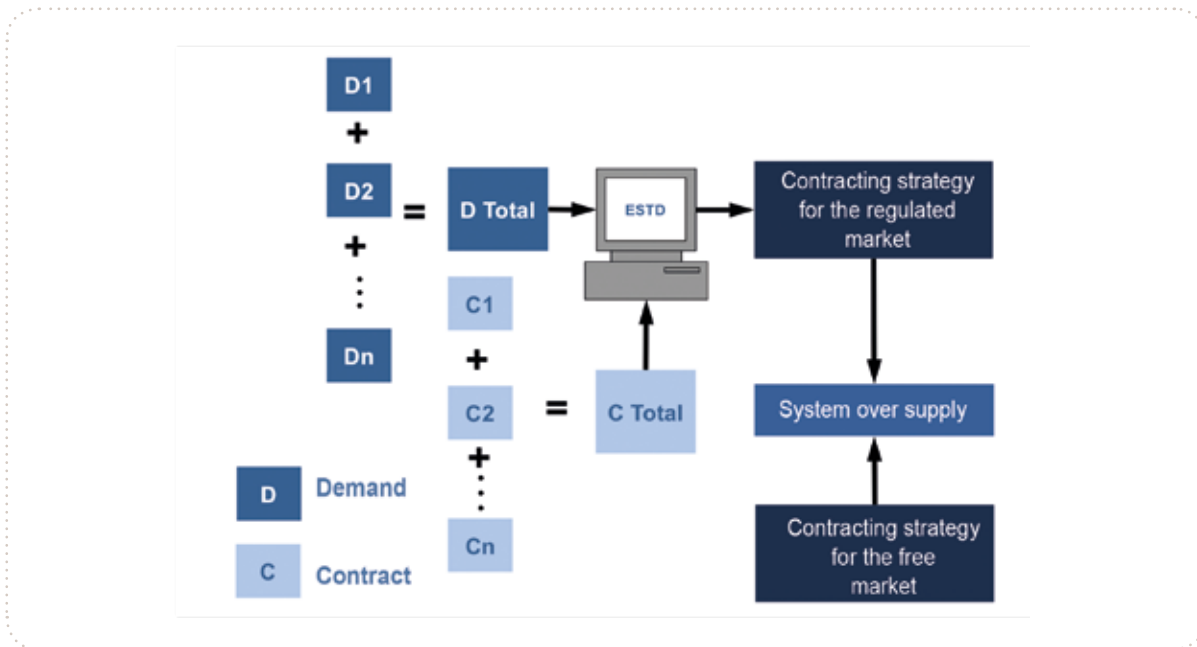 D1
+
D2
+
Dn
=
D Total
ESTD
C1
+
C2
+
Cn
=
C Total
Contracting strategy
for the regulated
market
System over supply
Contracting strategy
for the free
market
D
Demand
C
Contract